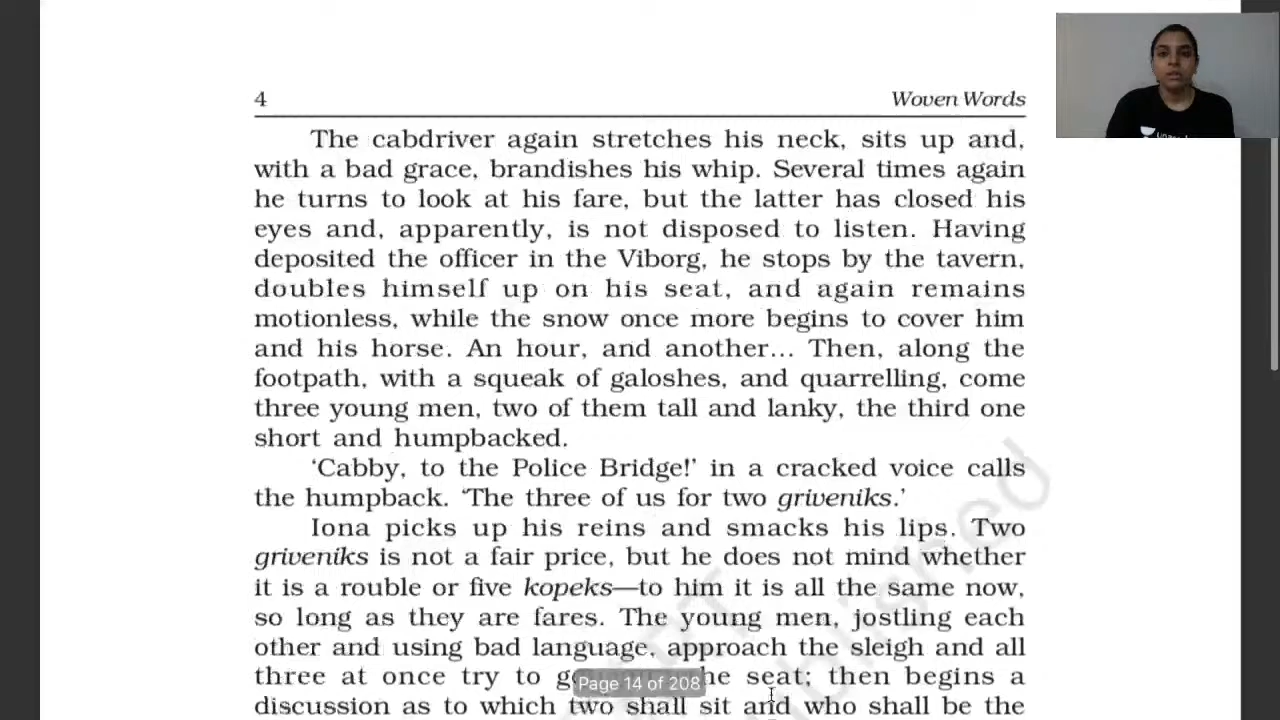 4 Woven Words
The cabdriver again stretches his neck, sits up and,
with a bad grace, brandishes his whip. Several times again
he turns to look at his fare, but the latter has closed his
eyes and, apparently, is not disposed to listen. Having
deposited the officer in the Viborg, he stops by the tavern,
doubles himself up on his seat, and again remains
motionless, while the snow once more begins to cover him
and his horse. An hour, and another... Then, along the
footpath, with a squeak of galoshes, and quarrelling, come
three young men, two of them tall and lanky, the third one
short and humpbacked.
‘Cabby, to the Police Bridge!’ in a cracked voice calls
the humpback. ‘The three of us for two griveniks.’
Iona picks up his reins and smacks his lips. Two
griveniks is not a fair price, but he does not mind whether
it is a rouble or five kopeks—to him it is all the same now,
so long as they are fares. The young men, jostling each
other and using bad language, approach the sleigh and all
three at once try to seat; then begins a
Page 14 of 208
discussion as to which two shall sit and who shall be the
published